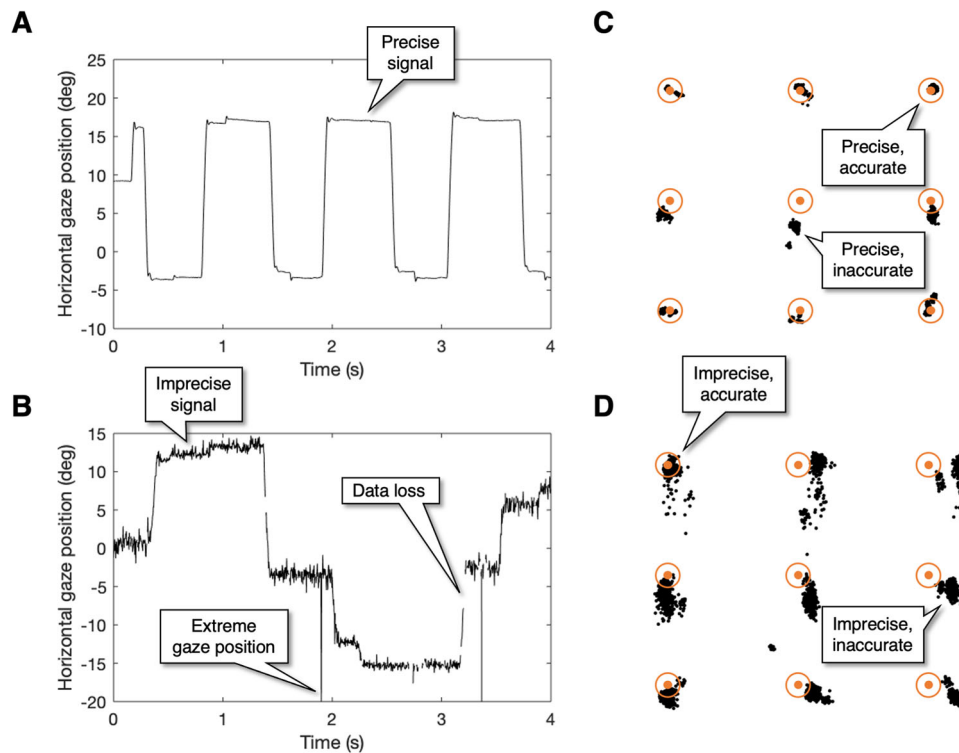 A
Precise
signal
Horizontal gaze position (deg)
25
20
15
10
5
0
-5
-10
0
1
2
3
4
Time (s)
B
Imprecise
signal
Data loss
Extreme
gaze position
Horizontal gaze position (deg)
15
10
5
0
-5
-10
-15
-20
0
1
2
3
4
Time (s)
C
Precise,
accurate
Precise,
inaccurate
D
Imprecise,
accurate
Imprecise,
inaccurate